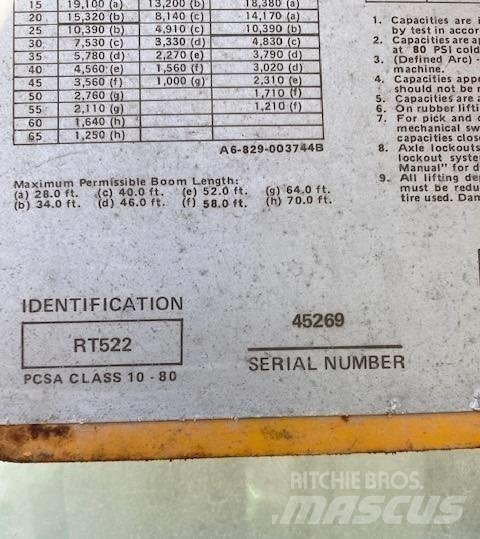 15 19,100 (a) 13,200 (b) 18,380 (a)
20 15,320 (b) 8,140 (c) 14,170 (a)
25 10,390 (b) 4,910 (c) 10,390 (b)
30 7,530 (c) 3,330 (d) 4,830 (c)
35 5,780 (d) 2,270 (e) 3,790 (d)
40 4,560 (e) 1,560 (f) 3,020 (d)
45 3,560 (f) 1,000 (g) 2,310 (e)
50 2,760 (g) 1,710 (f)
55 2,110 (g) 1,210 (f)
60 1,640 (h)
65 1,250 (h)
A6-829-003744B
Maximum Permissible Boom Length:
(a) 28.0 ft. (c) 40.0 ft. (e) 52.0 ft. (g) 64.0 ft.
(b) 34.0 ft. (d) 46.0 ft. (f) 58.0 ft. (h) 70.0 ft.
1. Capacities are
by test in accor
2. Capacities are
at 80 PSI cold
3. (Defined Arc) -
machine.
4. Capacities appe
should not be
5. Capacities are a
6. On rubber lifti
7. For pick and
mechanical sw
capacities clos
8. Axle lockouts
lockout syste
Manual" for d
9. All lifting de
must be redu
tire used. Dam
IDENTIFICATION
RT522
PCSA CLASS 10 - 80
45269
SERIAL NUMBER
RITCHIE BROS.
MASCUS